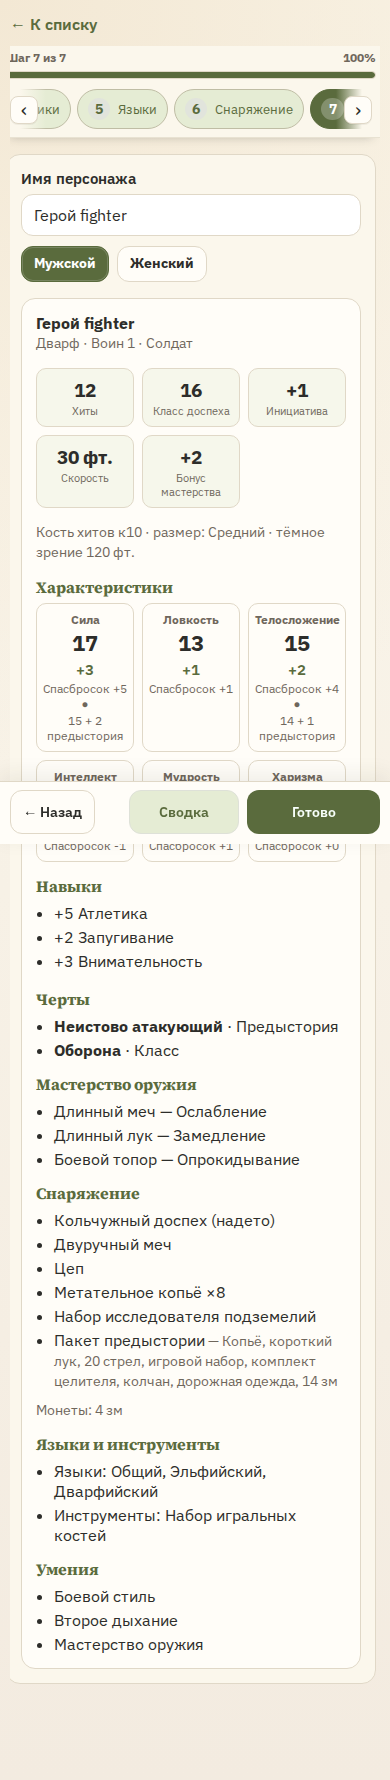 ← К списку
Шаг 7 из 7
100%
‹
ики
5 Языки
6 Снаряжение
7
›
Имя персонажа
Герой fighter
Мужской
Женский
Герой fighter
Дварф · Воин 1 · Солдат
12
Хиты
16
Класс доспеха
+1
Инициатива
30 фт.
Скорость
+2
Бонус
мастерства
Кость хитов к10 · размер: Средний · тёмное
зрение 120 фт.
Характеристики
Сила
17
+3
Спасбросок +5
●
15 + 2
предыстория
Ловкость
13
+1
Спасбросок +1
Телосложение
15
+2
Спасбросок +4
●
14 + 1
предыстория
Интеллект
Мудрость
Харизма
← Назад
Сводка
Готово
Спасбросок -1
Спасбросок +1
Спасбросок +0
Навыки
• +5 Атлетика
• +2 Запугивание
• +3 Внимательность
Черты
• Неистово атакующий · Предыстория
• Оборона · Класс
Мастерство оружия
• Длинный меч — Ослабление
• Длинный лук — Замедление
• Боевой топор — Опрокидывание
Снаряжение
• Кольчужный доспех (надето)
• Двуручный меч
• Цеп
• Метательное копьё ×8
• Набор исследователя подземелий
• Пакет предыстории — Копьё, короткий
лук, 20 стрел, игровой набор, комплект
целителя, колчан, дорожная одежда, 14 зм
Монеты: 4 зм
Языки и инструменты
• Языки: Общий, Эльфийский,
Дварфийский
• Инструменты: Набор игральных
костей
Умения
• Боевой стиль
• Второе дыхание
• Мастерство оружия